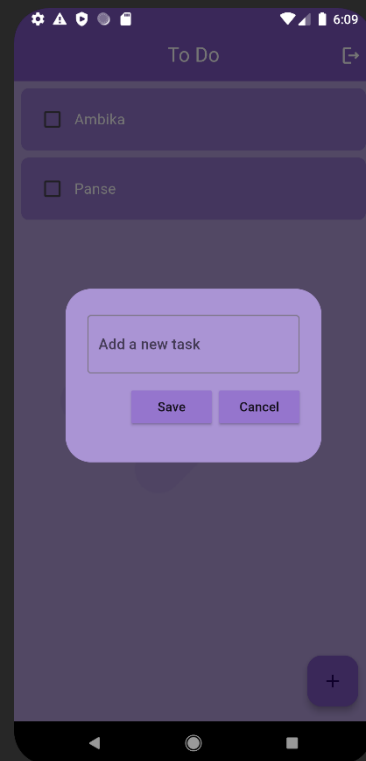 6:09
To Do
Ambika
Panse
Add a new task
Save Cancel
+